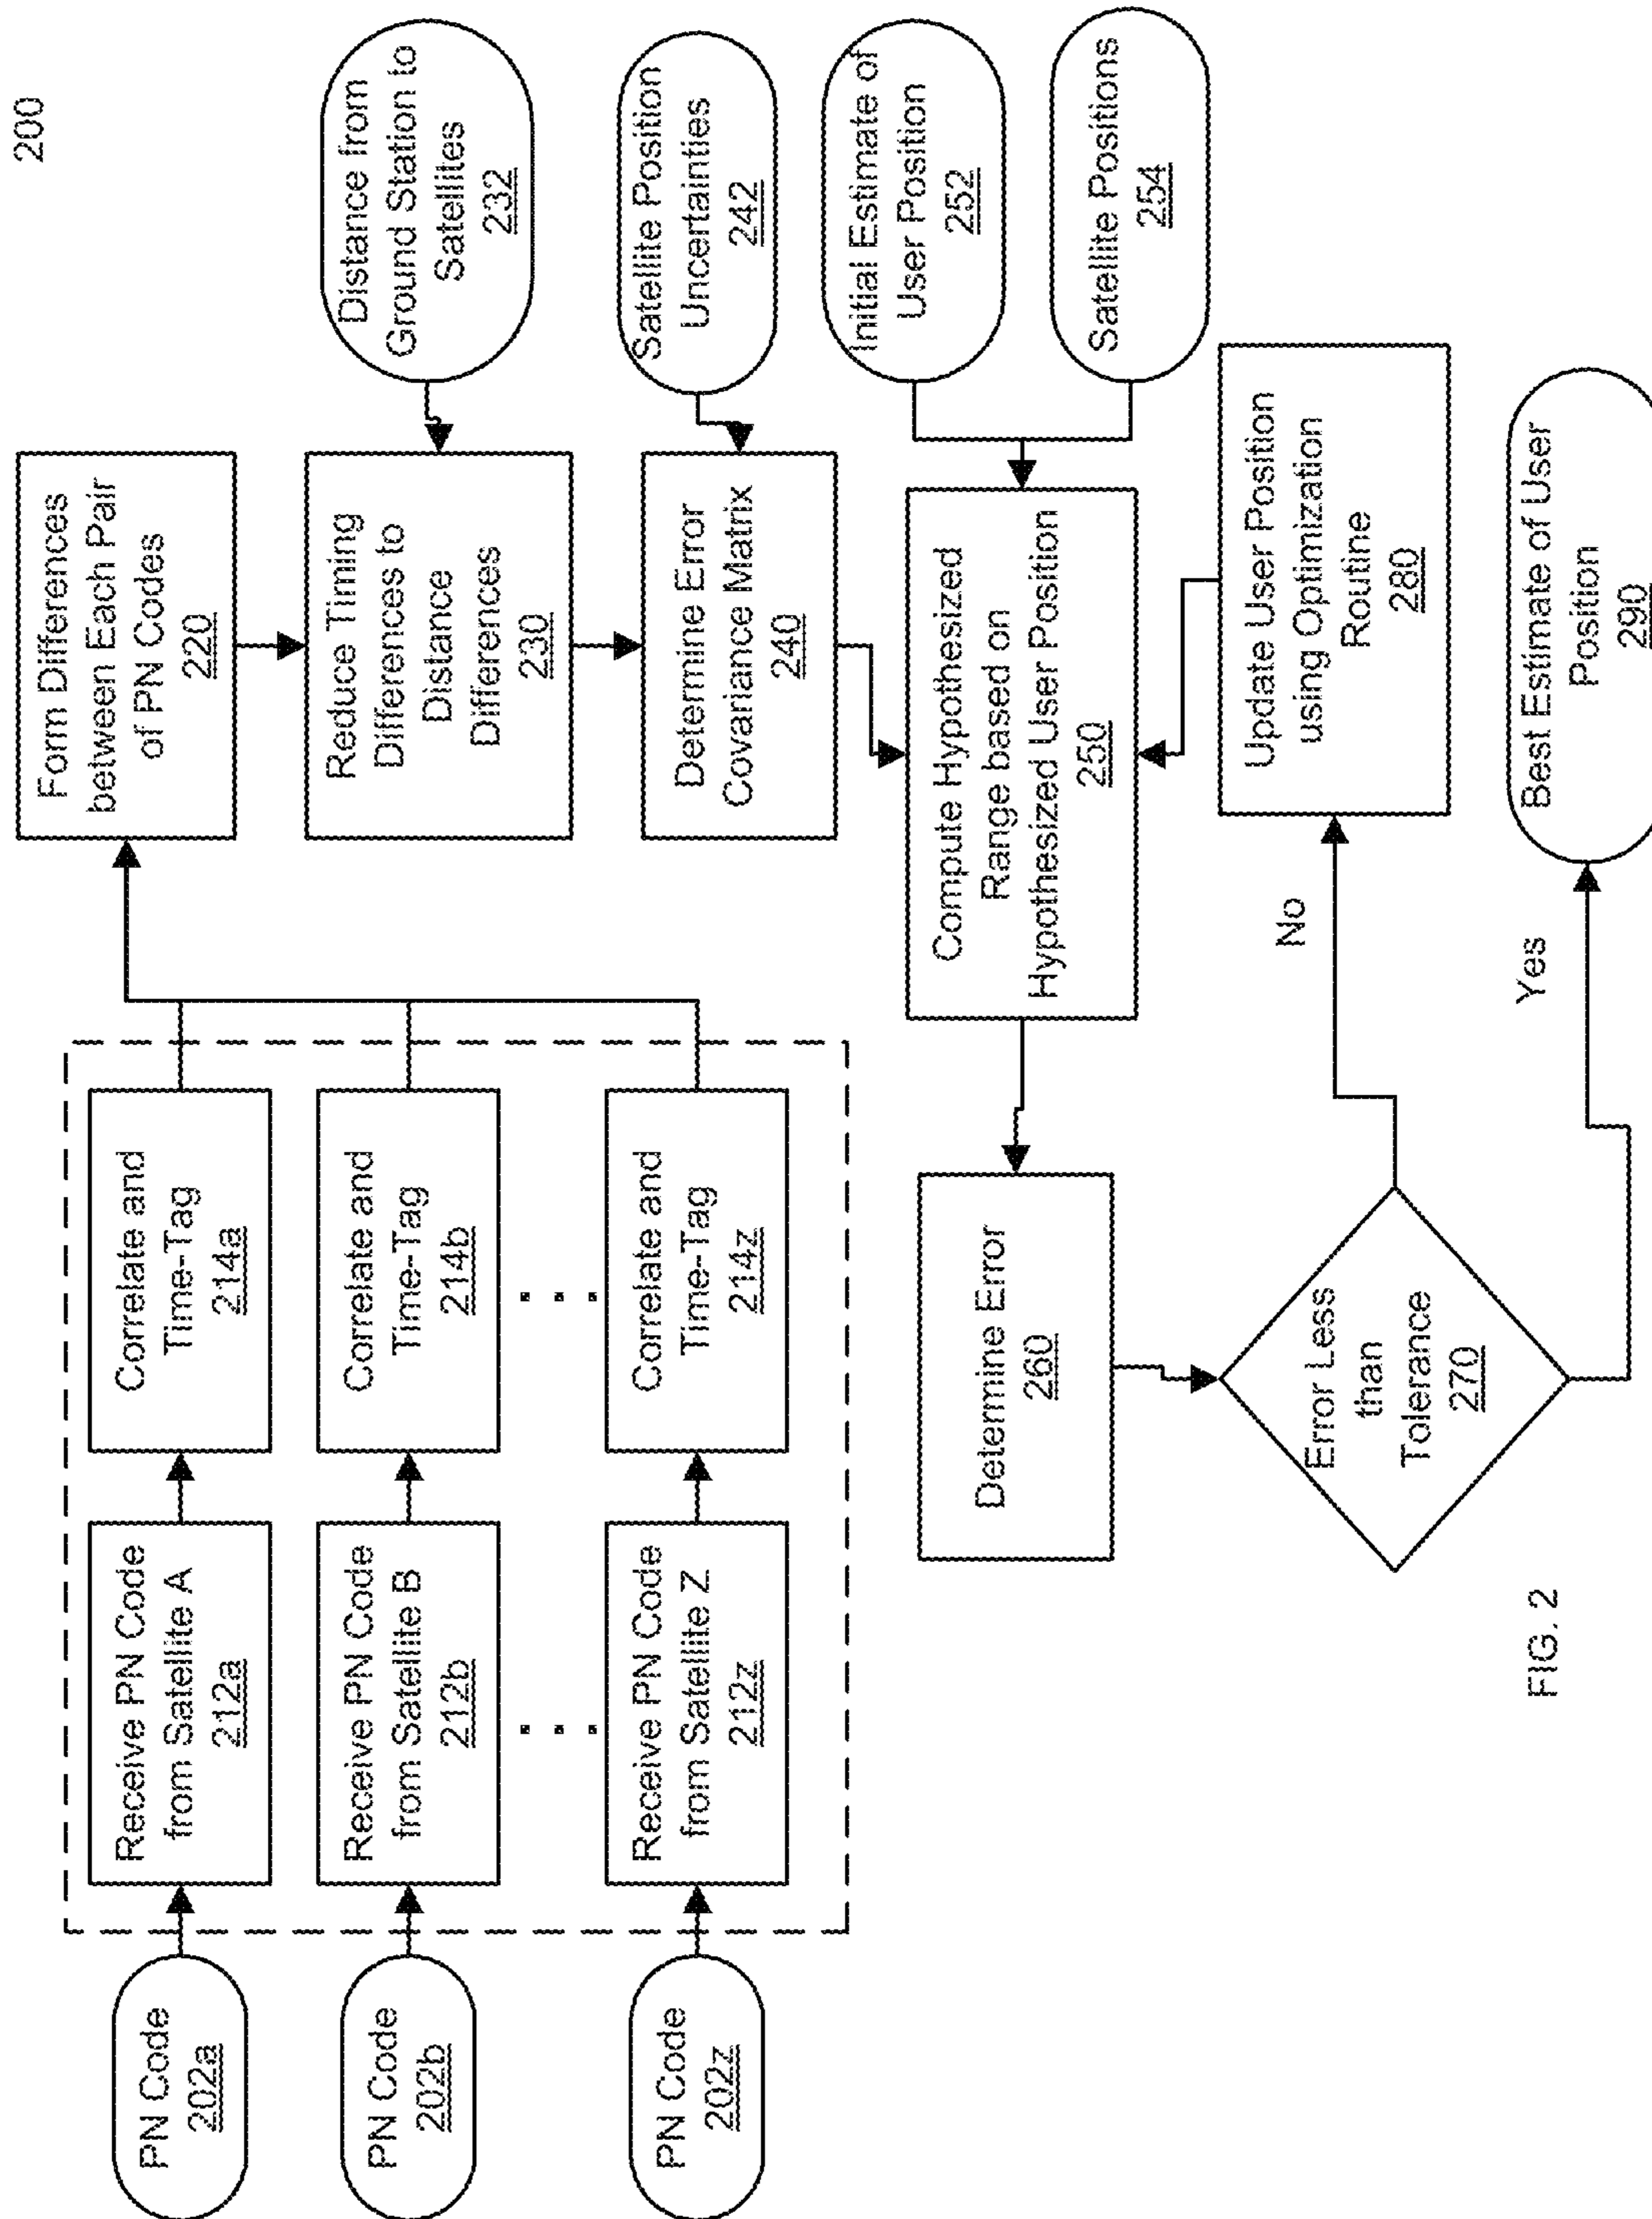 200
PN Code
202a
Receive PN Code
from Satellite A
212a
Correlate and
Time-Tag
214a
PN Code
202b
Receive PN Code
from Satellite B
212b
Correlate and
Time-Tag
214b
PN Code
202z
Receive PN Code
from Satellite Z
212z
Correlate and
Time-Tag
214z
Form Differences
between Each Pair
of PN Codes
220
Reduce Timing
Differences to
Distance
Differences
230
Distance from
Ground Station to
Satellites
232
Determine Error
Covariance Matrix
240
Satellite Position
Uncertainties
242
Compute Hypothesized
Range based on
Hypothesized User Position
250
Initial Estimate of
User Position
252
Satellite Positions
254
Determine Error
260
Error Less
than
Tolerance
270
No
Update User Position
using Optimization
Routine
280
Yes
Best Estimate of User
Position
290
FIG. 2